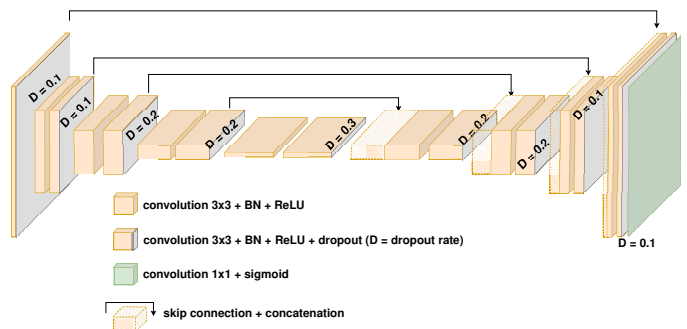 D = 0.1
D = 0.1
D = 0.2
D = 0.2
D = 0.3
D = 0.2
D = 0.2
D = 0.1
D = 0.1
convolution 3x3 + BN + ReLU
convolution 3x3 + BN + ReLU + dropout (D = dropout rate)
convolution 1x1 + sigmoid
skip connection + concatenation